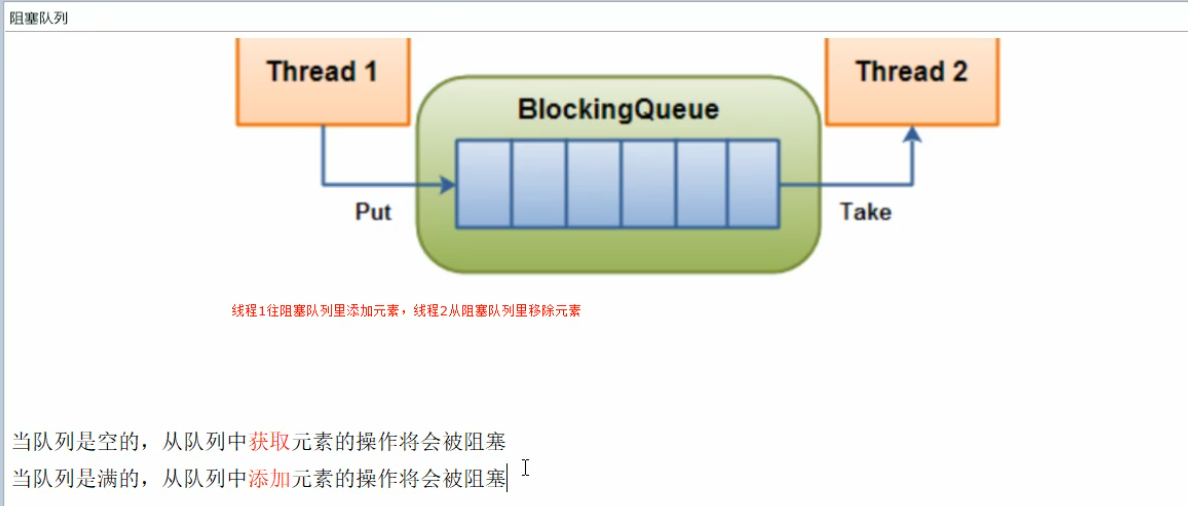 阻塞队列
Thread 1
Thread 2
BlockingQueue
Put
Take
线程1往阻塞队列里添加元素，线程2从阻塞队列里移除元素
当队列是空的，从队列中获取元素的操作将会被阻塞
当队列是满的，从队列中添加元素的操作将会被阻塞